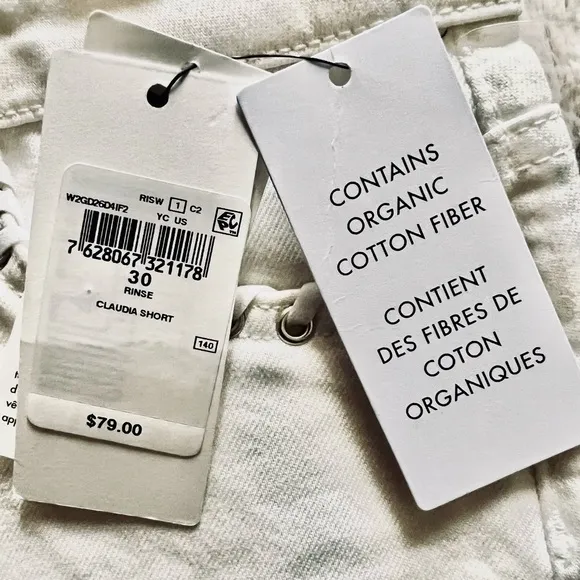 W2GD26D4IF2
RISW 1 C2
YC US
7 628067 321178
30
RINSE
CLAUDIA SHORT
140
$79.00
CONTAINS
ORGANIC
COTTON FIBER
CONTIENT
DES FIBRES DE
COTON
ORGANIQUES